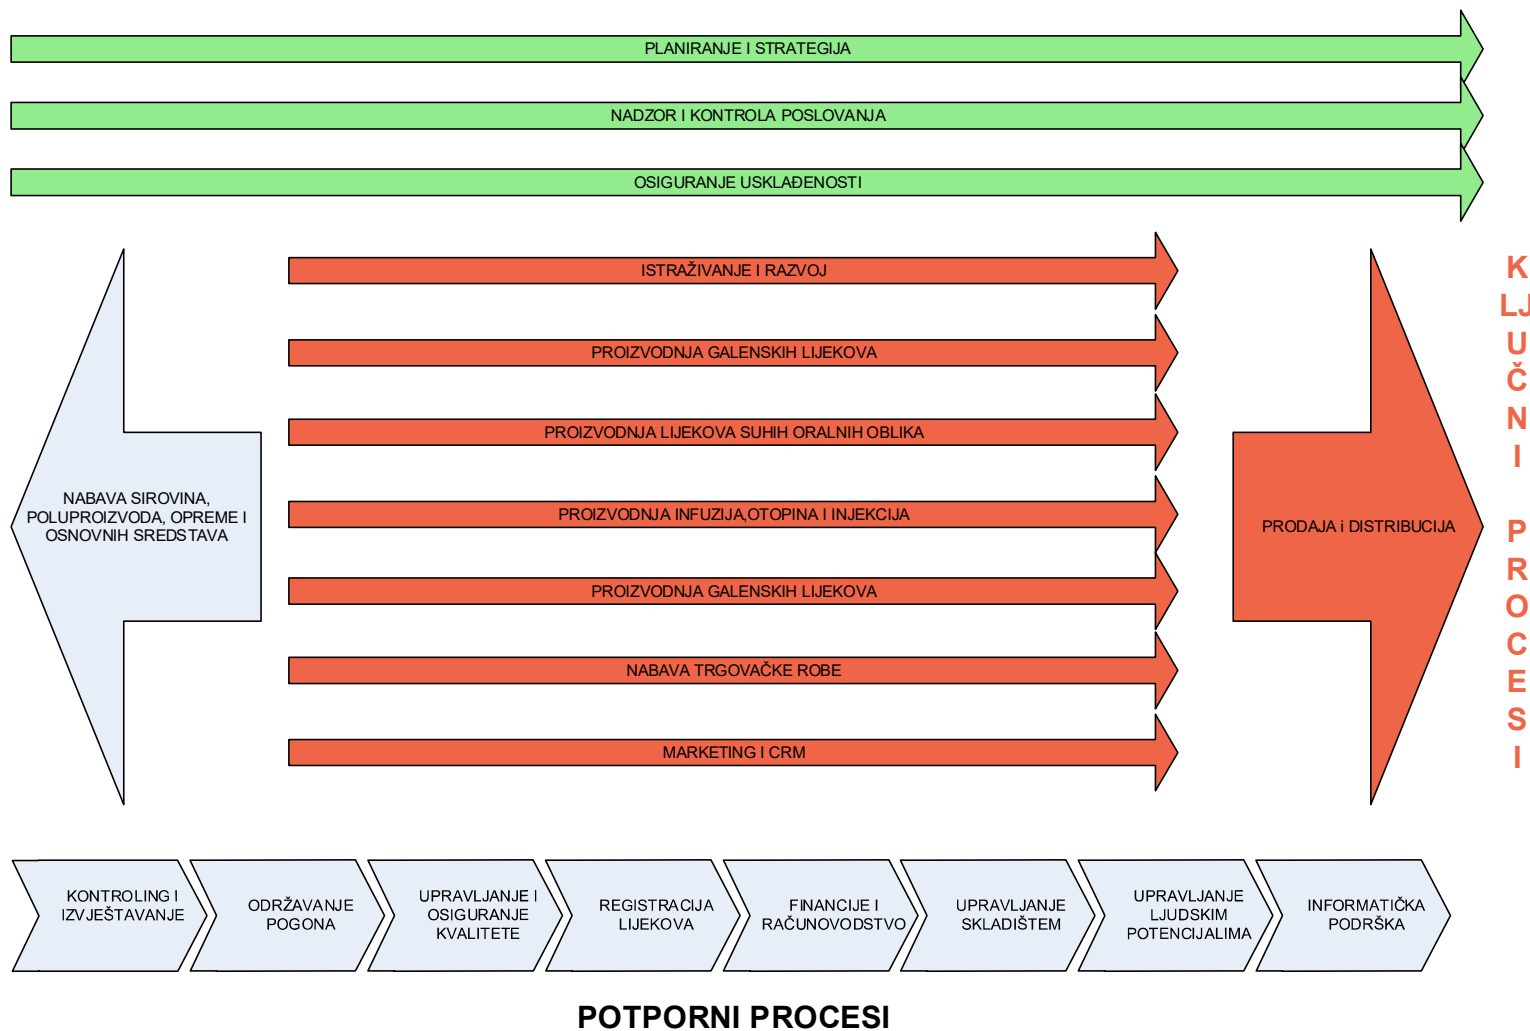 PLANIRANJE I STRATEGIJA
NADZOR I KONTROLA POSLOVANJA
OSIGURANJE USKLAĐENOSTI
ISTRAŽIVANJE I RAZVOJ
PROIZVODNJA GALENSKIH LIJEKOVA
PROIZVODNJA LIJEKOVA SUHIH ORALNIH OBLIKA
PROIZVODNJA INFUZIJA,OTOPINA I INJEKCIJA
PROIZVODNJA GALENSKIH LIJEKOVA
NABAVA TRGOVAČKE ROBE
MARKETING I CRM
NABAVA SIROVINA,
POLUPROIZVODA, OPREME I
OSNOVNIH SREDSTAVA
PRODAJA i DISTRIBUCIJA
K
LJ
U
Č
N
I
P
R
O
C
E
S
I
KONTROLING I
IZVJEŠTAVANJE
ODRŽAVANJE
POGONA
UPRAVLJANJE I
OSIGURANJE
KVALITETE
REGISTRACIJA
LIJEKOVA
FINANCIJE I
RAČUNOVODSTVO
UPRAVLJANJE
SKLADIŠTEM
UPRAVLJANJE
LJUDSKIM
POTENCIJALIMA
INFORMATIČKA
PODRŠKA
POTPORNI PROCESI